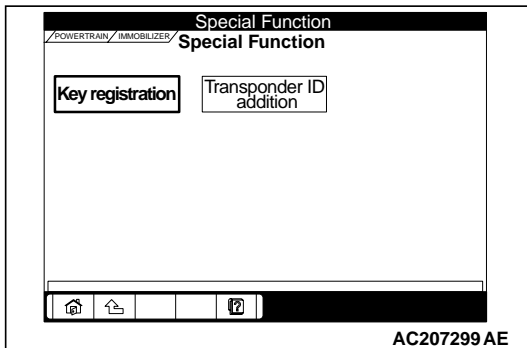 Special Function
POWERTRAIN / IMMOBILIZER
Special Function
Key registration
Transponder ID
addition
?
AC207299 AE